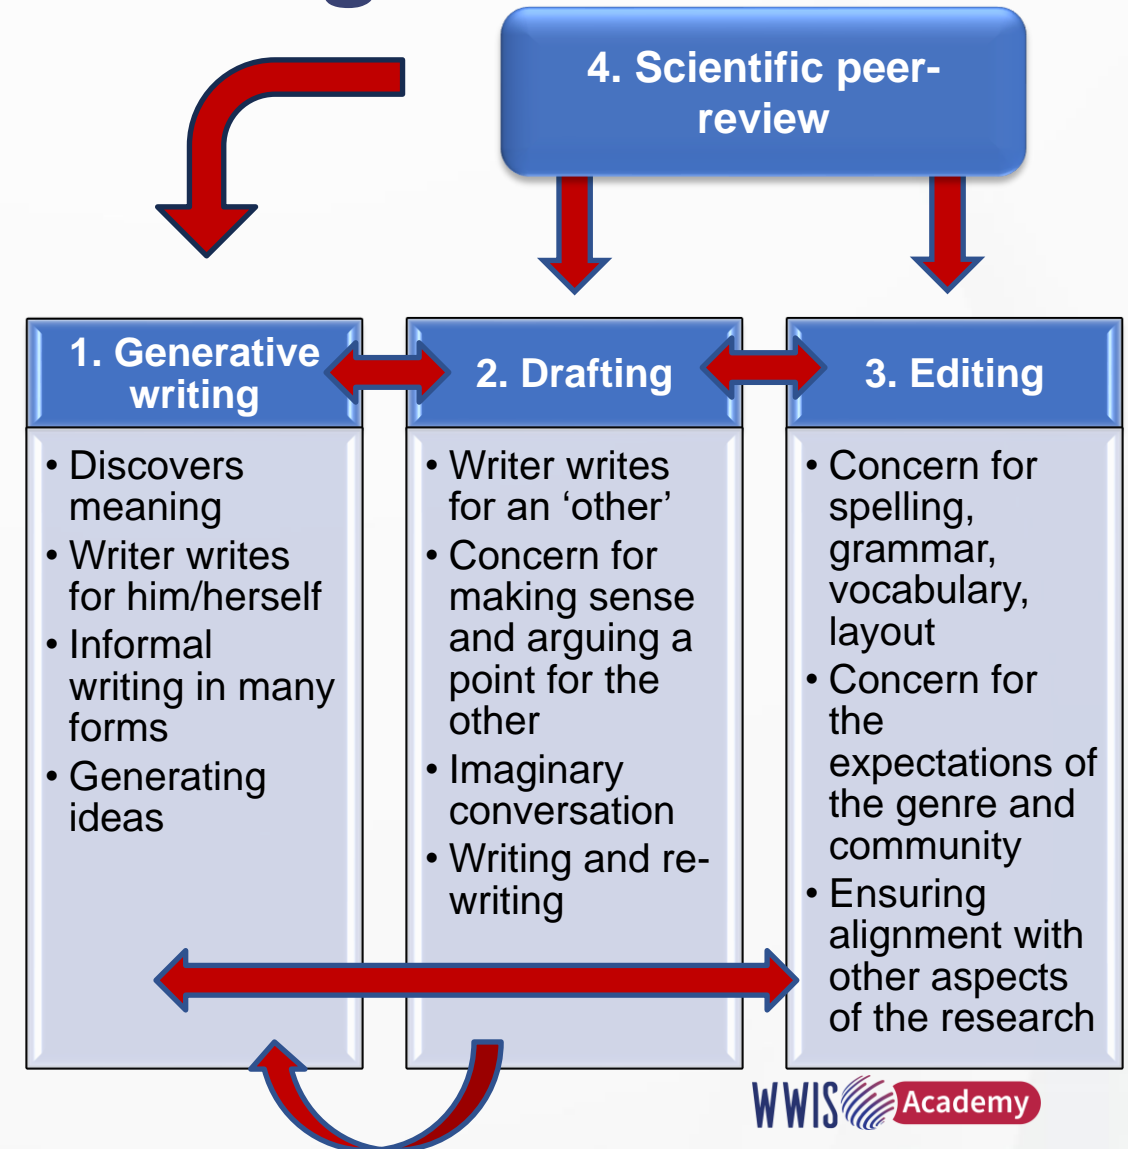 4. Scientific peer-
review
1. Generative
writing
• Discovers
meaning
• Writer writes
for him/herself
• Informal
writing in many
forms
• Generating
ideas
2. Drafting
• Writer writes
for an ‘other’
• Concern for
making sense
and arguing a
point for the
other
• Imaginary
conversation
• Writing and re-
writing
3. Editing
• Concern for
spelling,
grammar,
vocabulary,
layout
• Concern for
the
expectations of
the genre and
community
• Ensuring
alignment with
other aspects
of the research
WWIS Academy